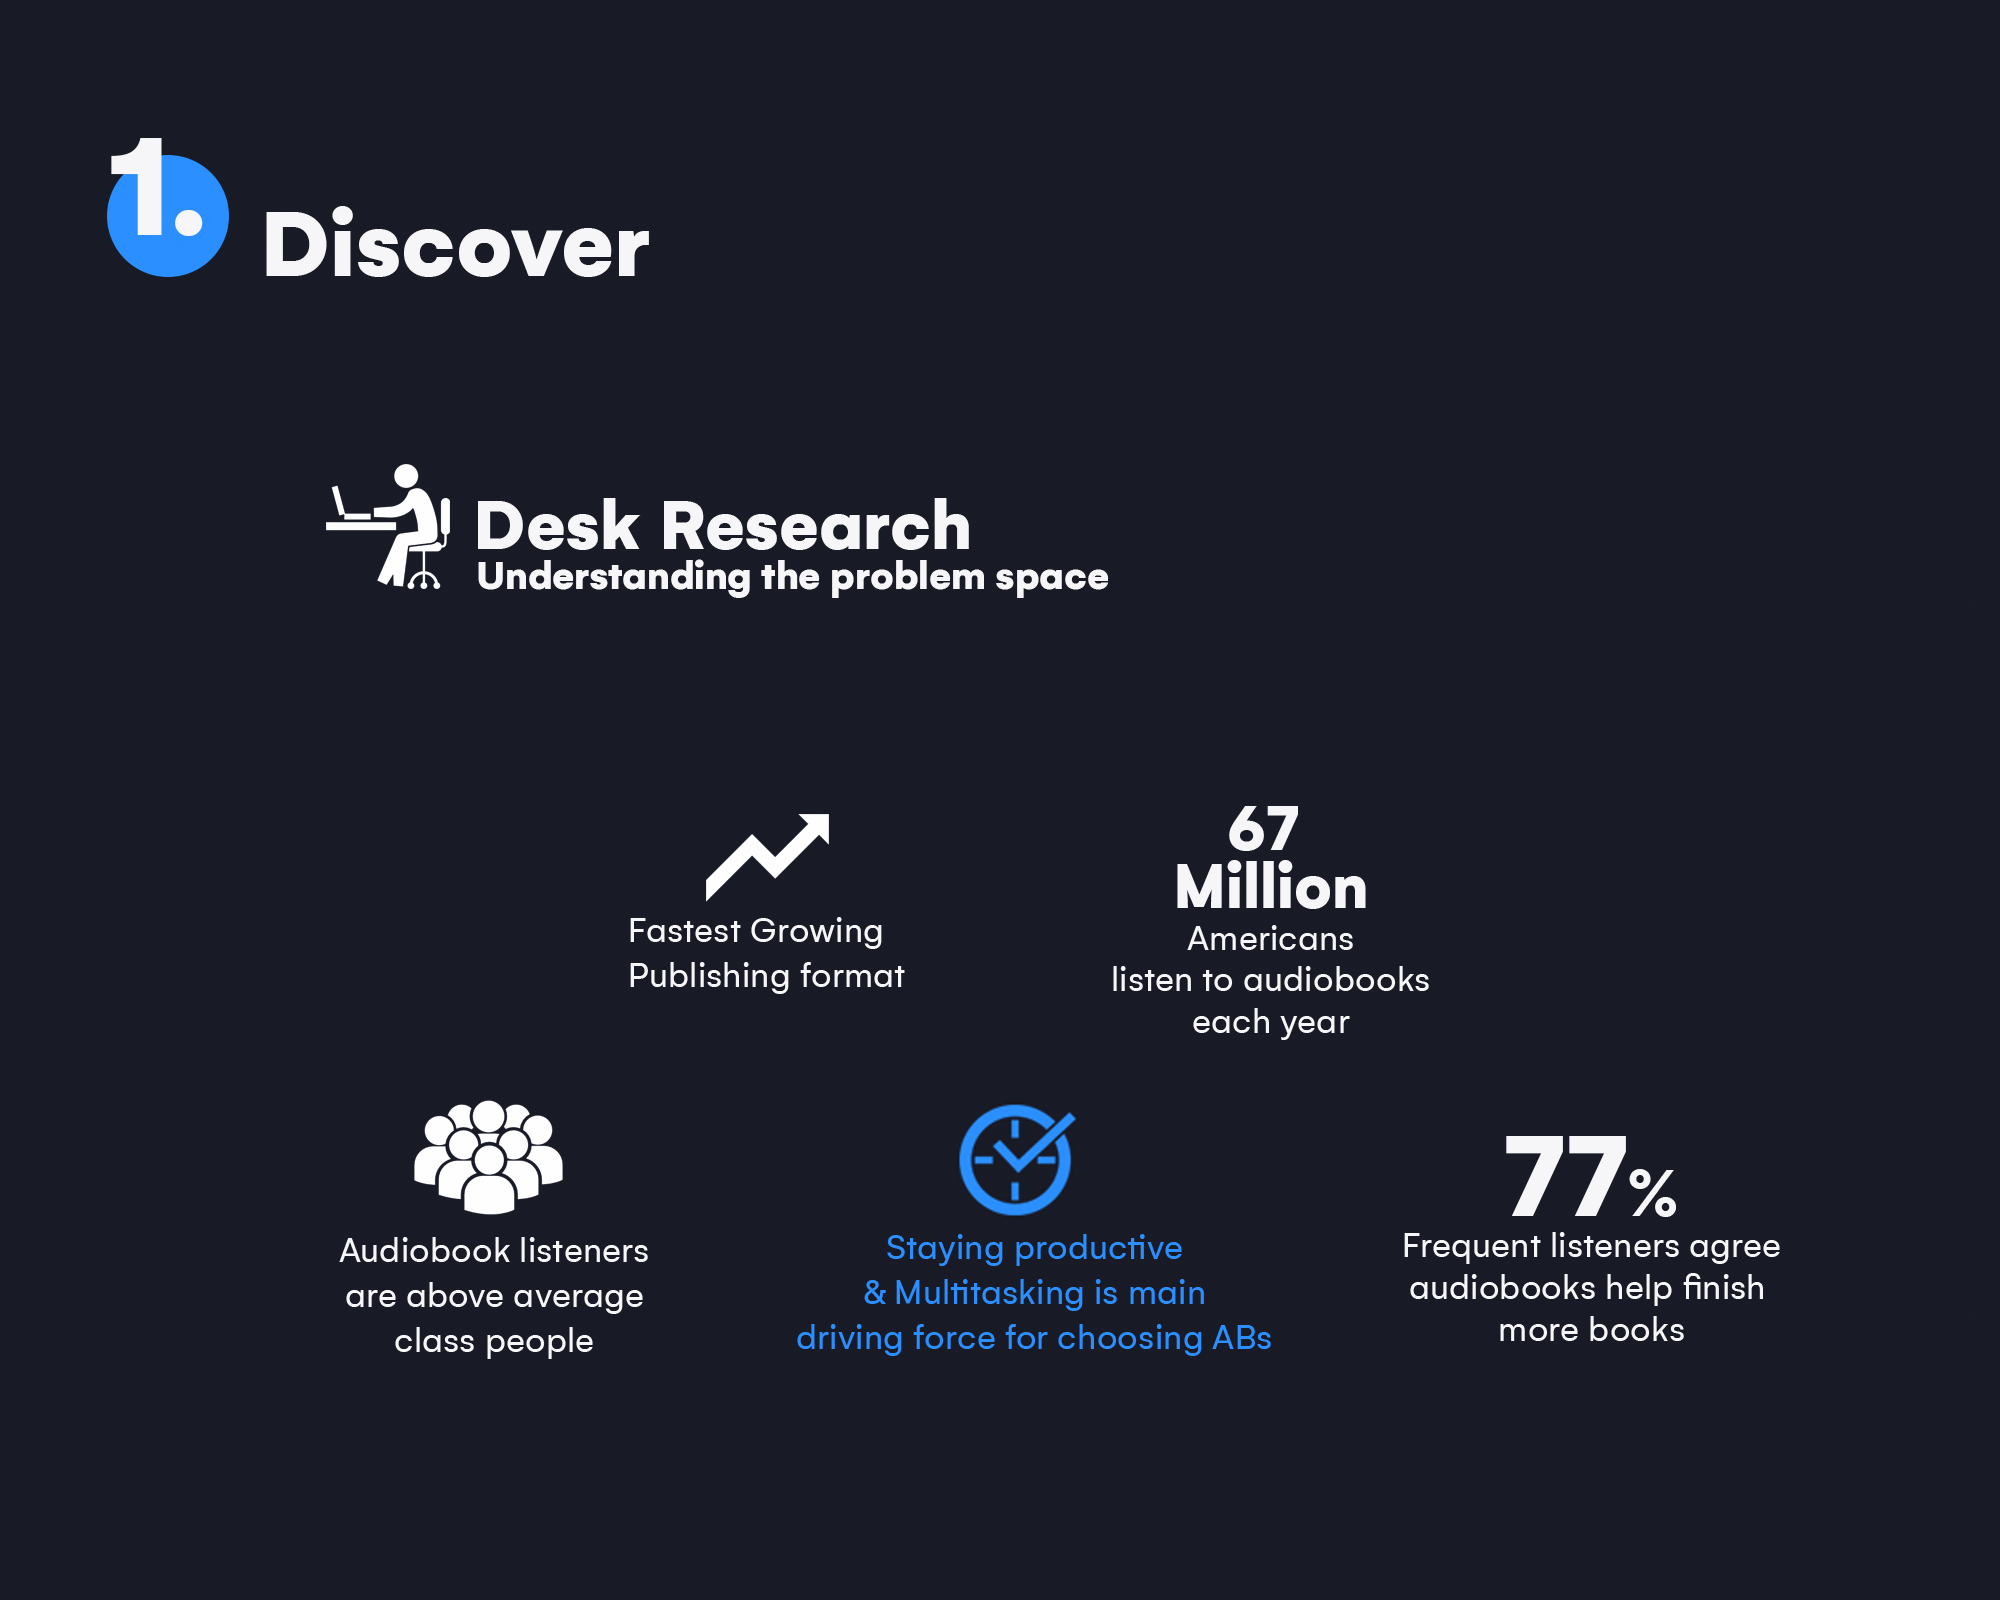 1.
Discover
Desk Research
Understanding the problem space
Fastest Growing
Publishing format
67
Million
Americans
listen to audiobooks
each year
Audiobook listeners
are above average
class people
Staying productive
& Multitasking is main
driving force for choosing ABs
77%
Frequent listeners agree
audiobooks help finish
more books